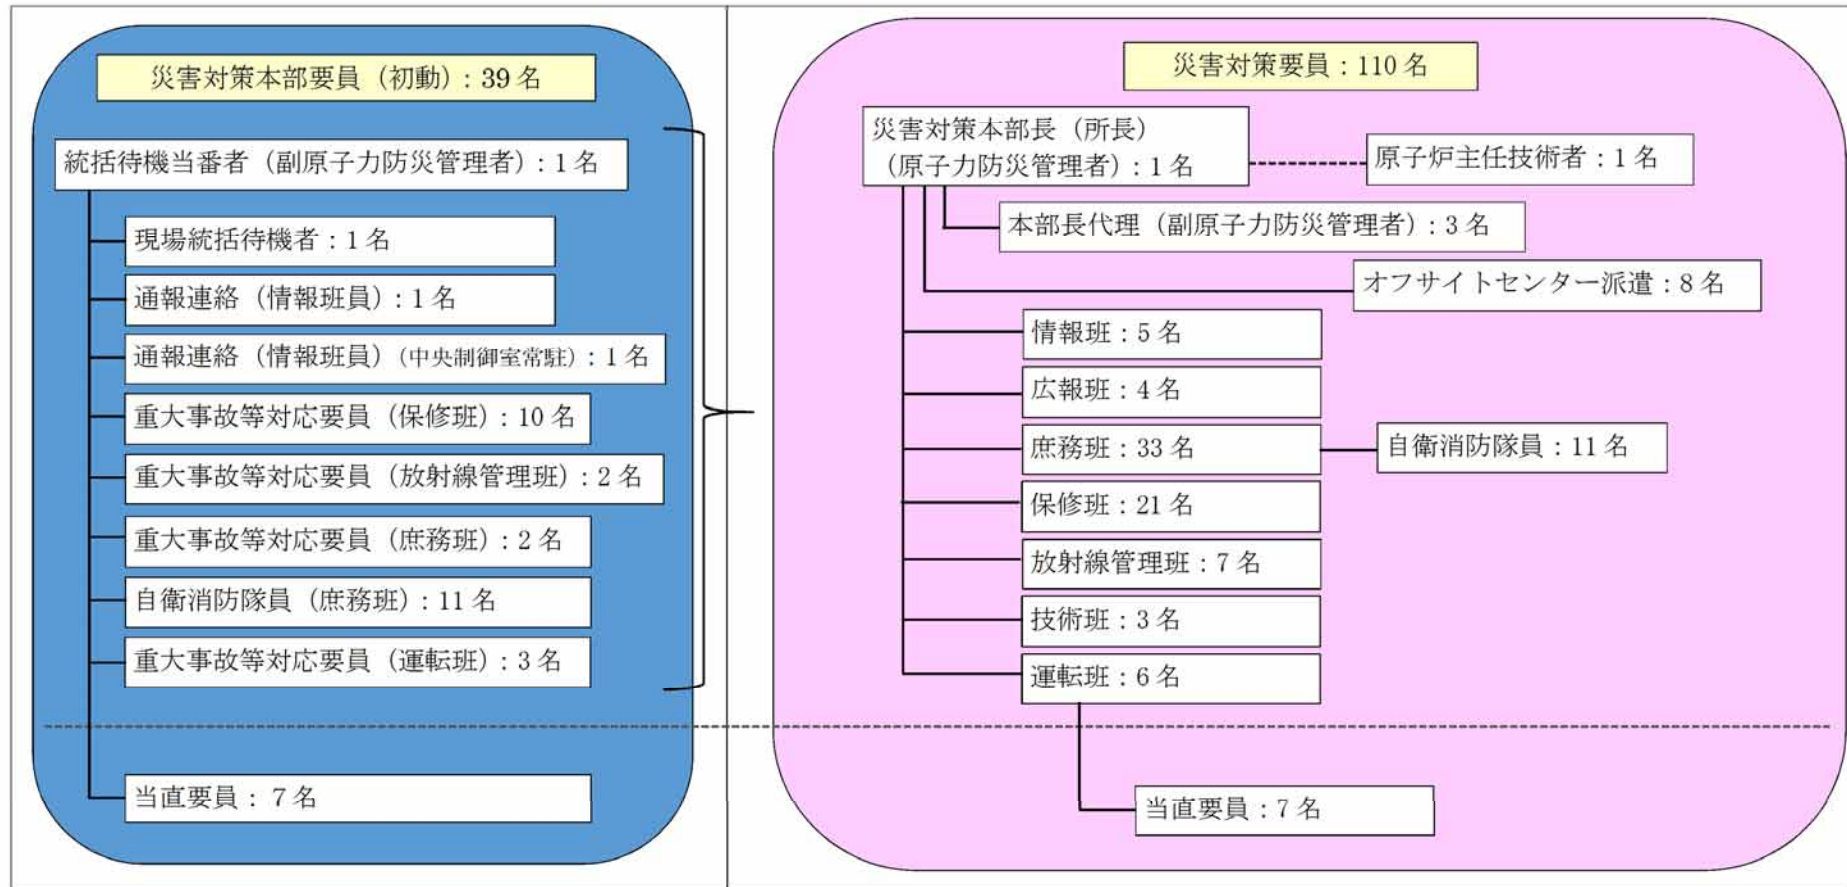 災害対策本部要員（初動）：39 名
統括待機当番者（副原子力防災管理者）：1 名
現場統括待機者：1 名
通報連絡（情報班員）：1 名
通報連絡（情報班員）（中央制御室常駐）：1 名
重大事故等対応要員（保修班）：10 名
重大事故等対応要員（放射線管理班）：2 名
重大事故等対応要員（庶務班）：2 名
自衛消防隊員（庶務班）：11 名
重大事故等対応要員（運転班）：3 名
当直要員： 7 名
災害対策要員：110 名
災害対策本部長（所長）
（原子力防災管理者）：1 名
原子炉主任技術者：1 名
本部長代理（副原子力防災管理者）：3 名
オフサイトセンター派遣：8 名
情報班：5 名
広報班：4 名
庶務班：33 名
自衛消防隊員：11 名
保修班：21 名
放射線管理班：7 名
技術班：3 名
運転班：6 名
当直要員：7 名